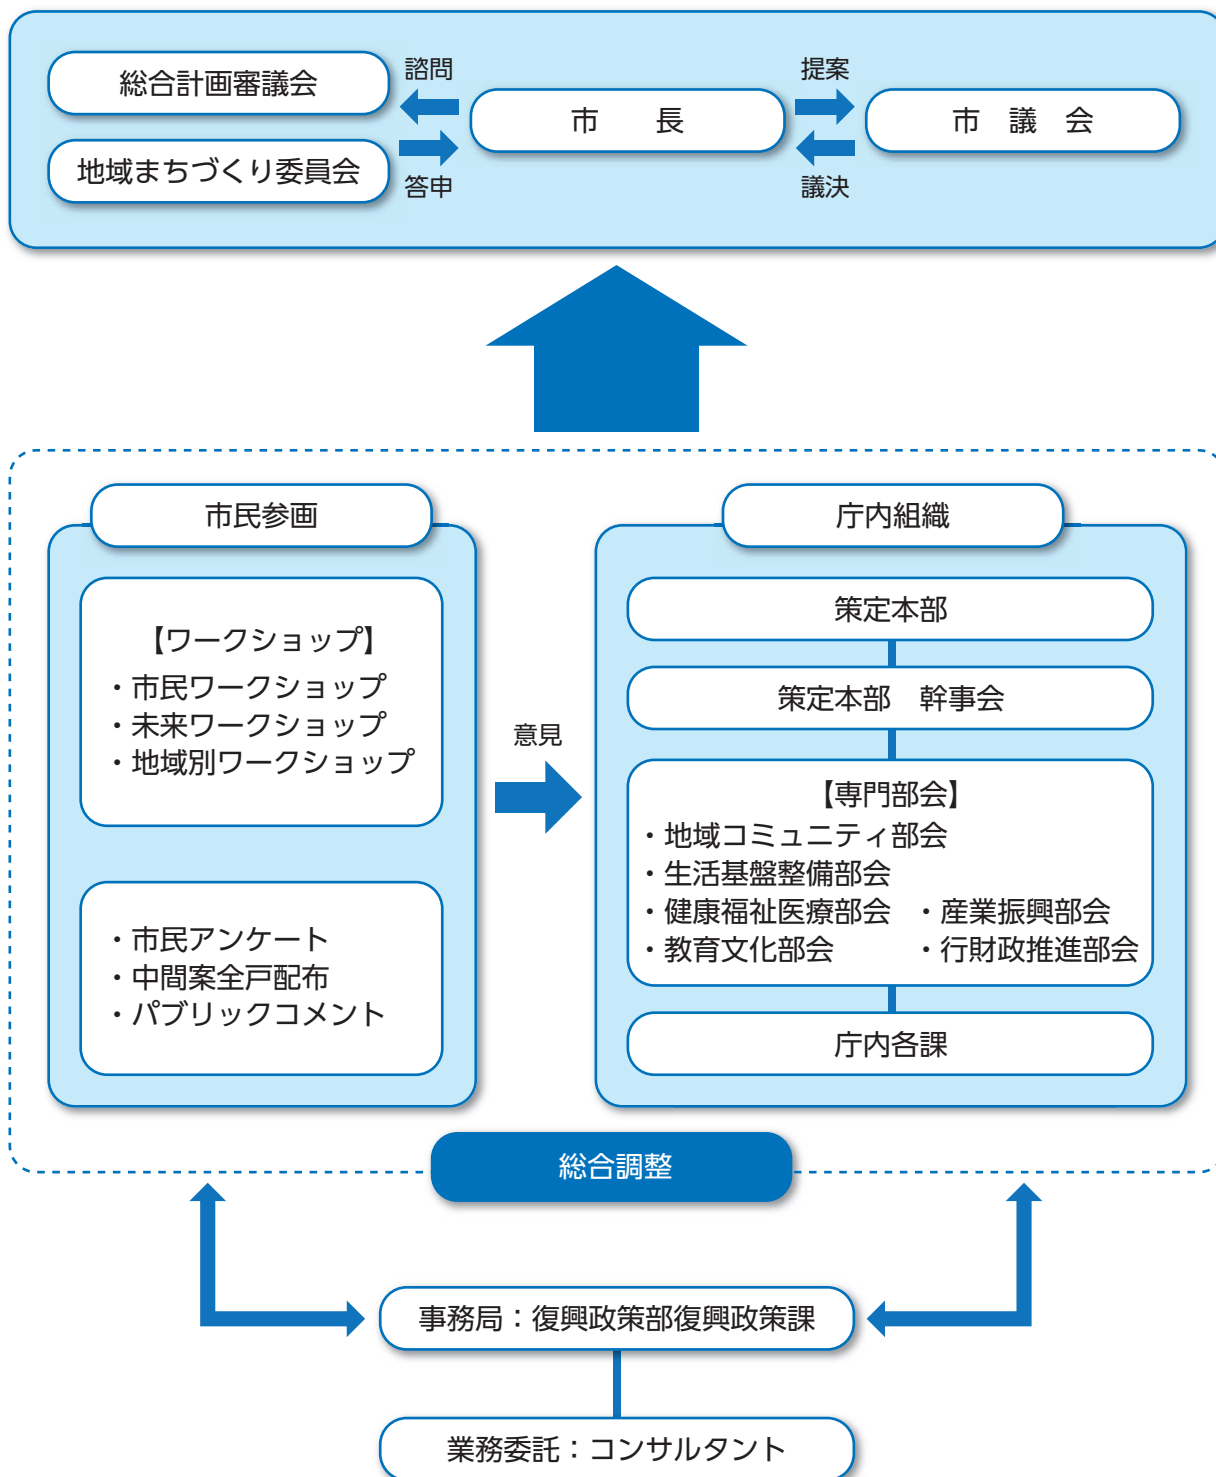 総合計画審議会
諮問
市　長
提案
市　議　会
地域まちづくり委員会
答申
議決
市民参画
【ワークショップ】
・市民ワークショップ
・未来ワークショップ
・地域別ワークショップ
・市民アンケート
・中間案全戸配布
・パブリックコメント
意見
庁内組織
策定本部
策定本部　幹事会
【専門部会】
・地域コミュニティ部会
・生活基盤整備部会
・健康福祉医療部会　・産業振興部会
・教育文化部会　・行財政推進部会
庁内各課
総合調整
事務局：復興政策部復興政策課
業務委託：コンサルタント